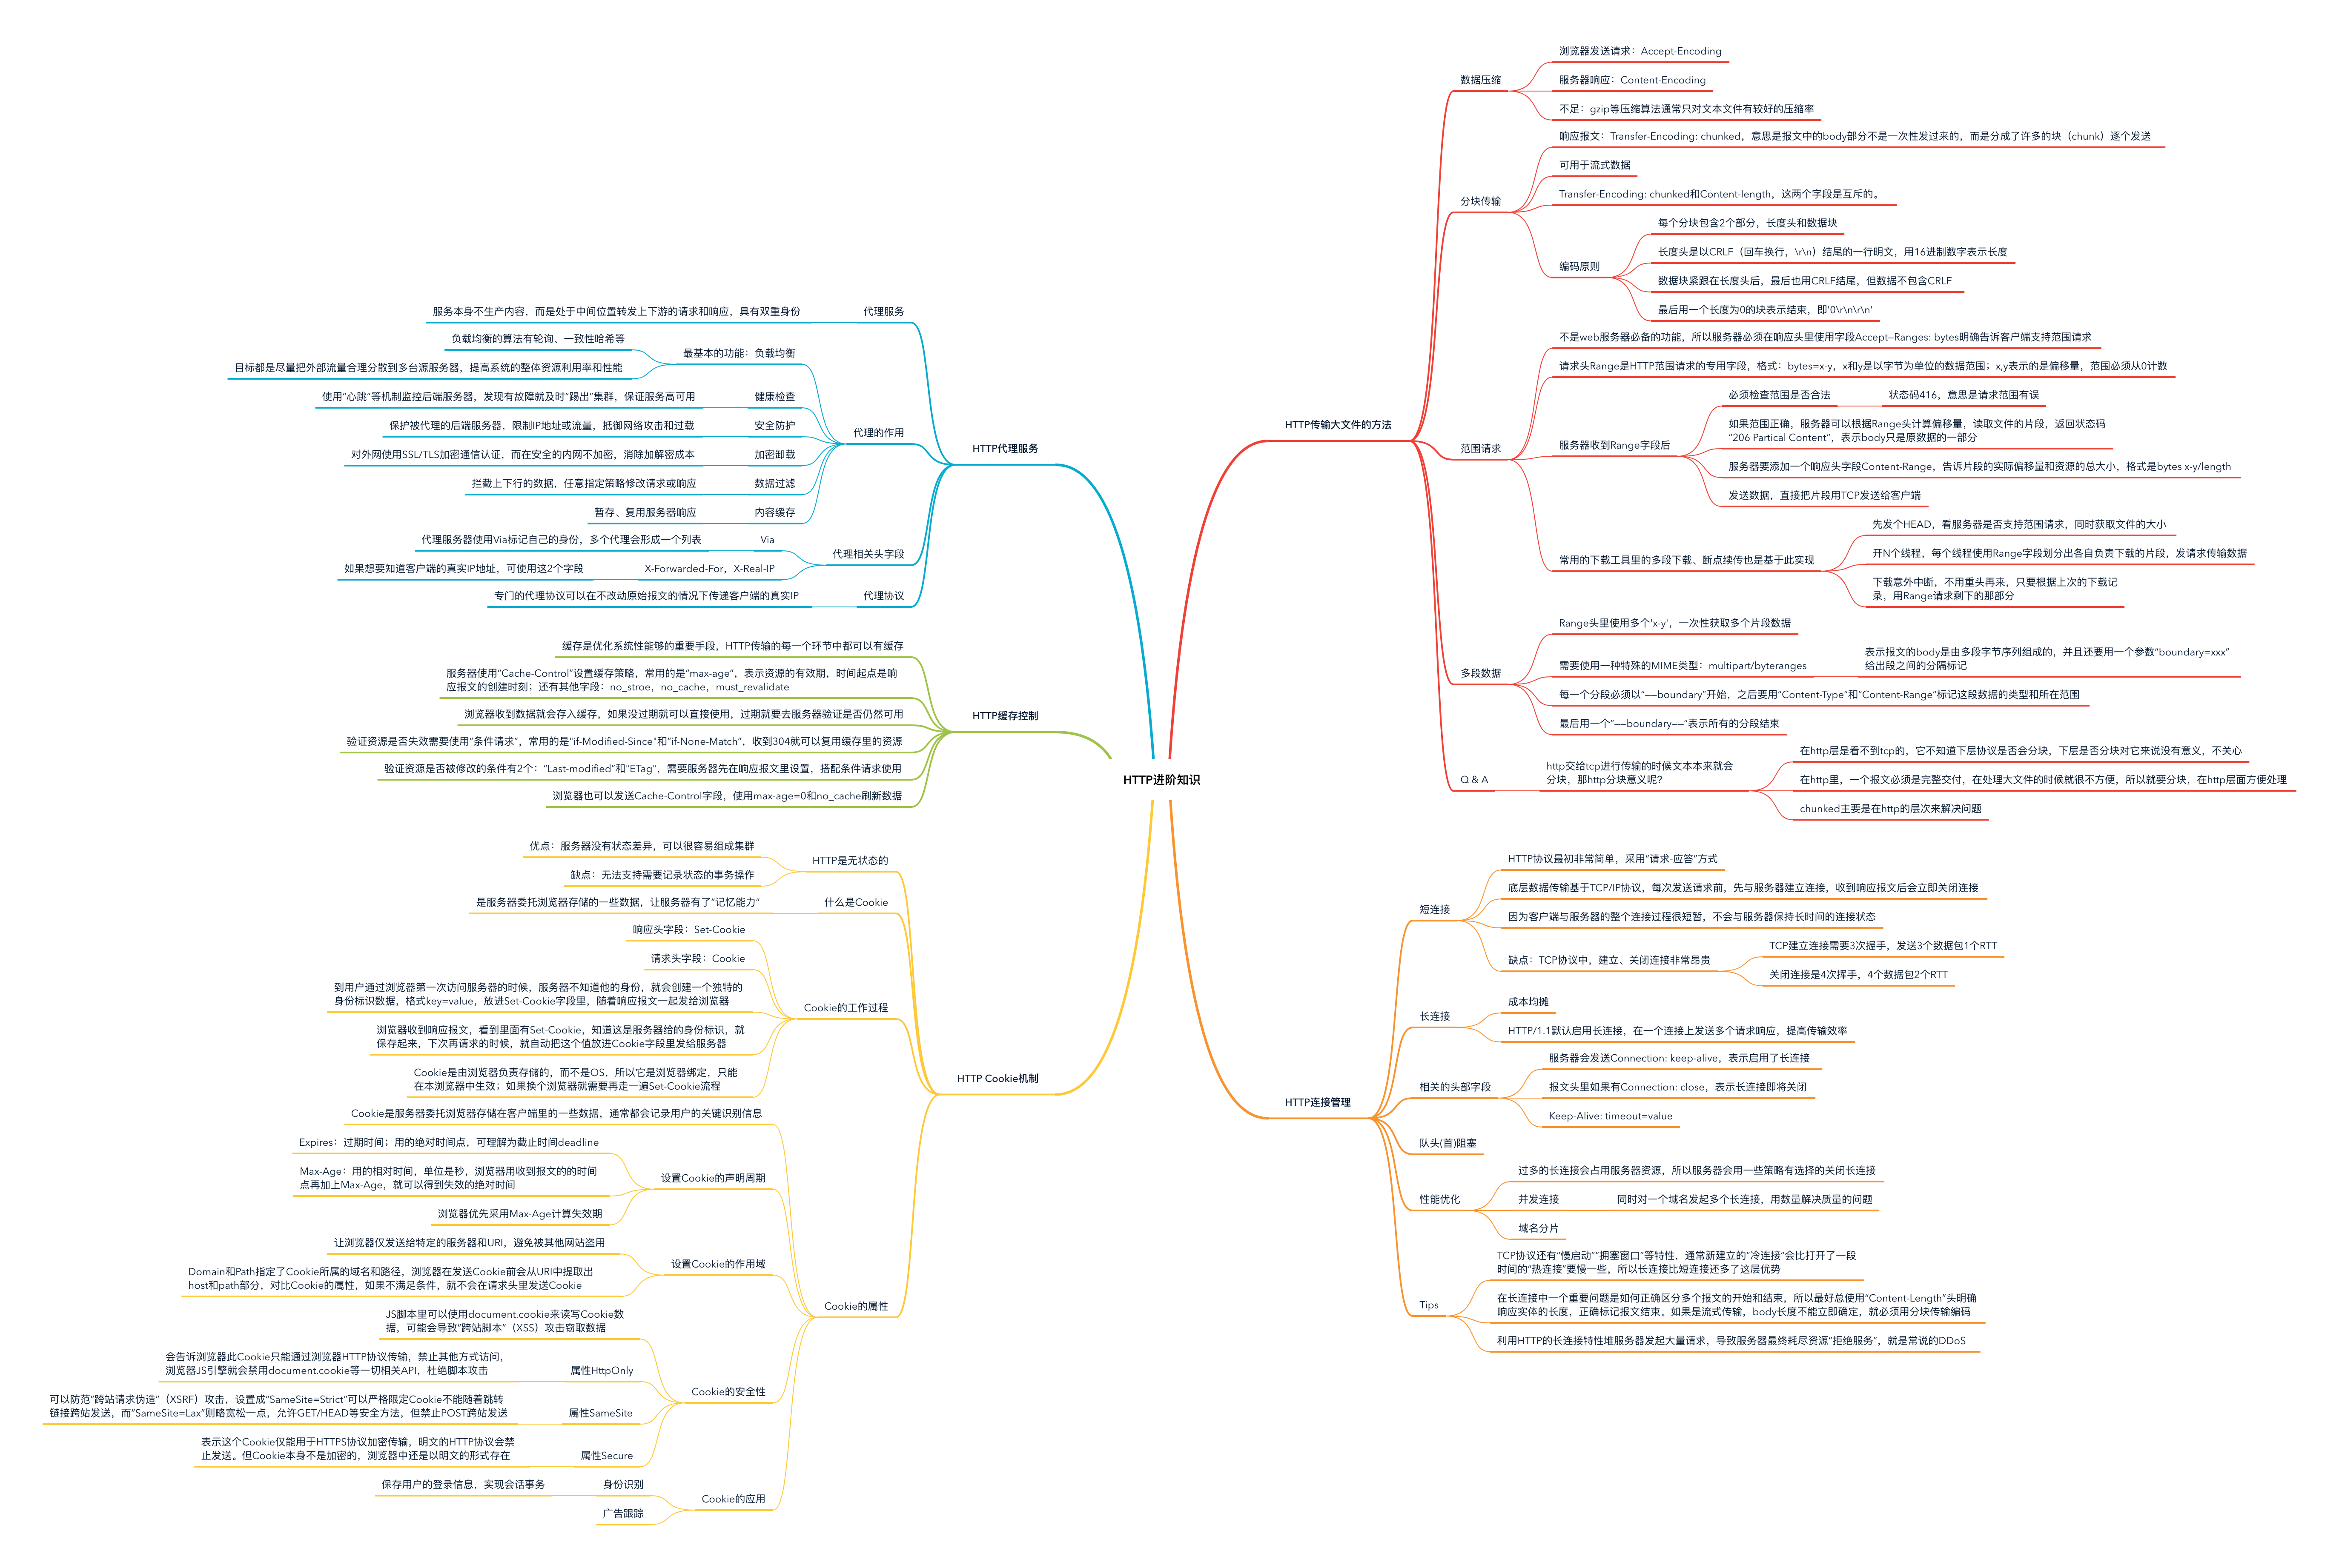 HTTP进阶知识
HTTP传输大文件的方法
数据压缩
浏览器发送请求：Accept-Encoding
服务器响应：Content-Encoding
不足：gzip等压缩算法通常只对文本文件有较好的压缩率
分块传输
响应报文：Transfer-Encoding: chunked，意思是报文中的body部分不是一次性发过来的，而是分成了许多的块（chunk）逐个发送
可用于流式数据
Transfer-Encoding: chunked和Content-length，这两个字段是互斥的。
编码原则
每个分块包含2个部分，长度头和数据块
长度头是以CRLF（回车换行，\r\n）结尾的一行明文，用16进制数字表示长度
数据块紧跟在长度头后，最后也用CRLF结尾，但数据不包含CRLF
最后用一个长度为0的块表示结束，即'0\r\n\r\n'
范围请求
不是web服务器必备的功能，所以服务器必须在响应头里使用字段Accept—Ranges: bytes明确告诉客户端支持范围请求
请求头Range是HTTP范围请求的专用字段，格式：bytes=x-y，x和y是以字节为单位的数据范围；x,y表示的是偏移量，范围必须从0计数
服务器收到Range字段后
必须检查范围是否合法
状态码416，意思是请求范围有误
如果范围正确，服务器可以根据Range头计算偏移量，读取文件的片段，返回状态码
“206 Partical Content”，表示body只是原数据的一部分
服务器要添加一个响应头字段Content-Range，告诉片段的实际偏移量和资源的总大小，格式是bytes x-y/length
发送数据，直接把片段用TCP发送给客户端
常用的下载工具里的多段下载、断点续传也是基于此实现
先发个HEAD，看服务器是否支持范围请求，同时获取文件的大小
开N个线程，每个线程使用Range字段划分出各自负责下载的片段，发请求传输数据
下载意外中断，不用重头再来，只要根据上次的下载记
录，用Range请求剩下的那部分
多段数据
Range头里使用多个'x-y'，一次性获取多个片段数据
需要使用一种特殊的MIME类型：multipart/byteranges
表示报文的body是由多段字节序列组成的，并且还要用一个参数“boundary=xxx”
给出段之间的分隔标记
每一个分段必须以“——boundary”开始，之后要用“Content-Type”和“Content-Range”标记这段数据的类型和所在范围
最后用一个“——boundary——”表示所有的分段结束
Q & A
http交给tcp进行传输的时候文本本来就会
分块，那http分块意义呢？
在http层是看不到tcp的，它不知道下层协议是否会分块，下层是否分块对它来说没有意义，不关心
在http里，一个报文必须是完整交付，在处理大文件的时候就很不方便，所以就要分块，在http层面方便处理
chunked主要是在http的层次来解决问题
HTTP连接管理
短连接
HTTP协议最初非常简单，采用“请求-应答”方式
底层数据传输基于TCP/IP协议，每次发送请求前，先与服务器建立连接，收到响应报文后会立即关闭连接
因为客户端与服务器的整个连接过程很短暂，不会与服务器保持长时间的连接状态
缺点：TCP协议中，建立、关闭连接非常昂贵
TCP建立连接需要3次握手，发送3个数据包1个RTT
关闭连接是4次挥手，4个数据包2个RTT
长连接
成本均摊
HTTP/1.1默认启用长连接，在一个连接上发送多个请求响应，提高传输效率
相关的头部字段
服务器会发送Connection: keep-alive，表示启用了长连接
报文头里如果有Connection: close，表示长连接即将关闭
Keep-Alive: timeout=value
队头(首)阻塞
性能优化
过多的长连接会占用服务器资源，所以服务器会用一些策略有选择的关闭长连接
并发连接
同时对一个域名发起多个长连接，用数量解决质量的问题
域名分片
Tips
TCP协议还有“慢启动”“拥塞窗口”等特性，通常新建立的“冷连接”会比打开了一段
时间的“热连接”要慢一些，所以长连接比短连接还多了这层优势
在长连接中一个重要问题是如何正确区分多个报文的开始和结束，所以最好总使用“Content-Length”头明确
响应实体的长度，正确标记报文结束。如果是流式传输，body长度不能立即确定，就必须用分块传输编码
利用HTTP的长连接特性堆服务器发起大量请求，导致服务器最终耗尽资源“拒绝服务”，就是常说的DDoS
HTTP代理服务
代理服务
服务本身不生产内容，而是处于中间位置转发上下游的请求和响应，具有双重身份
代理的作用
最基本的功能：负载均衡
负载均衡的算法有轮询、一致性哈希等
目标都是尽量把外部流量合理分散到多台源服务器，提高系统的整体资源利用率和性能
健康检查
使用“心跳”等机制监控后端服务器，发现有故障就及时“踢出”集群，保证服务高可用
安全防护
保护被代理的后端服务器，限制IP地址或流量，抵御网络攻击和过载
加密卸载
对外网使用SSL/TLS加密通信认证，而在安全的内网不加密，消除加解密成本
数据过滤
拦截上下行的数据，任意指定策略修改请求或响应
内容缓存
暂存、复用服务器响应
代理相关头字段
Via
代理服务器使用Via标记自己的身份，多个代理会形成一个列表
X-Forwarded-For，X-Real-IP
如果想要知道客户端的真实IP地址，可使用这2个字段
代理协议
专门的代理协议可以在不改动原始报文的情况下传递客户端的真实IP
HTTP缓存控制
缓存是优化系统性能够的重要手段，HTTP传输的每一个环节中都可以有缓存
服务器使用“Cache-Control”设置缓存策略，常用的是“max-age”，表示资源的有效期，时间起点是响
应报文的创建时刻；还有其他字段：no_stroe，no_cache，must_revalidate
浏览器收到数据就会存入缓存，如果没过期就可以直接使用，过期就要去服务器验证是否仍然可用
验证资源是否失效需要使用“条件请求”，常用的是“if-Modified-Since”和“if-None-Match”，收到304就可以复用缓存里的资源
验证资源是否被修改的条件有2个：“Last-modified”和“ETag”，需要服务器先在响应报文里设置，搭配条件请求使用
浏览器也可以发送Cache-Control字段，使用max-age=0和no_cache刷新数据
HTTP Cookie机制
HTTP是无状态的
优点：服务器没有状态差异，可以很容易组成集群
缺点：无法支持需要记录状态的事务操作
什么是Cookie
是服务器委托浏览器存储的一些数据，让服务器有了“记忆能力”
Cookie的工作过程
响应头字段：Set-Cookie
请求头字段：Cookie
到用户通过浏览器第一次访问服务器的时候，服务器不知道他的身份，就会创建一个独特的
身份标识数据，格式key=value，放进Set-Cookie字段里，随着响应报文一起发给浏览器
浏览器收到响应报文，看到里面有Set-Cookie，知道这是服务器给的身份标识，就
保存起来，下次再请求的时候，就自动把这个值放进Cookie字段里发给服务器
Cookie是由浏览器负责存储的，而不是OS，所以它是浏览器绑定，只能
在本浏览器中生效；如果换个浏览器就需要再走一遍Set-Cookie流程
Cookie的属性
Cookie是服务器委托浏览器存储在客户端里的一些数据，通常都会记录用户的关键识别信息
设置Cookie的声明周期
Expires：过期时间；用的绝对时间点，可理解为截止时间deadline
Max-Age：用的相对时间，单位是秒，浏览器用收到报文的的时间
点再加上Max-Age，就可以得到失效的绝对时间
浏览器优先采用Max-Age计算失效期
设置Cookie的作用域
让浏览器仅发送给特定的服务器和URI，避免被其他网站盗用
Domain和Path指定了Cookie所属的域名和路径，浏览器在发送Cookie前会从URI中提取出
host和path部分，对比Cookie的属性，如果不满足条件，就不会在请求头里发送Cookie
Cookie的安全性
JS脚本里可以使用document.cookie来读写Cookie数
据，可能会导致“跨站脚本”（XSS）攻击窃取数据
属性HttpOnly
会告诉浏览器此Cookie只能通过浏览器HTTP协议传输，禁止其他方式访问，
浏览器JS引擎就会禁用document.cookie等一切相关API，杜绝脚本攻击
属性SameSite
可以防范“跨站请求伪造”（XSRF）攻击，设置成“SameSite=Strict”可以严格限定Cookie不能随着跳转
链接跨站发送，而“SameSite=Lax”则略宽松一点，允许GET/HEAD等安全方法，但禁止POST跨站发送
属性Secure
表示这个Cookie仅能用于HTTPS协议加密传输，明文的HTTP协议会禁
止发送。但Cookie本身不是加密的，浏览器中还是以明文的形式存在
Cookie的应用
身份识别
保存用户的登录信息，实现会话事务
广告跟踪